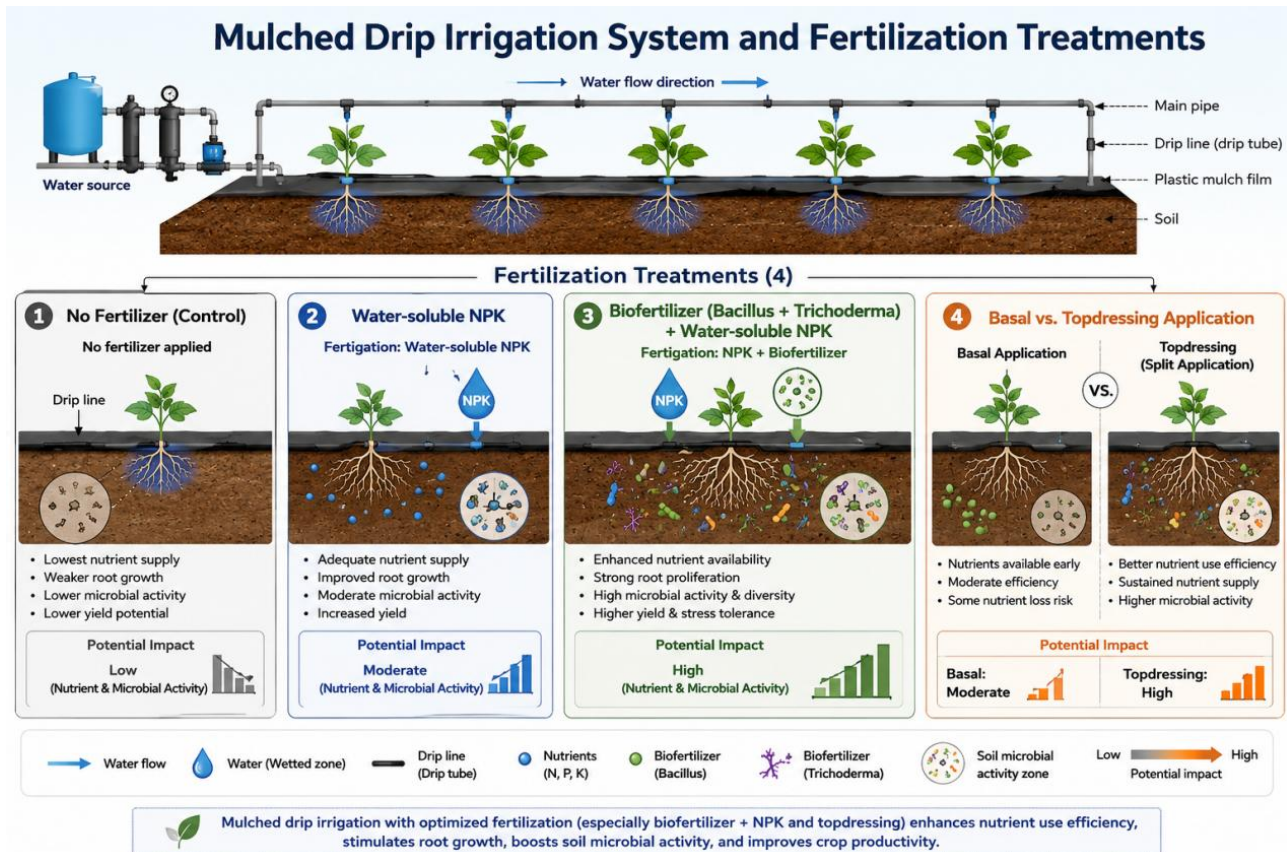 Mulched Drip Irrigation System and Fertilization Treatments
Water flow direction
Water source
Main pipe
Drip line (drip tube)
Plastic mulch film
Soil
Fertilization Treatments (4)
1 No Fertilizer (Control)
No fertilizer applied
Drip line
• Lowest nutrient supply
• Weaker root growth
• Lower microbial activity
• Lower yield potential
Potential Impact
Low
(Nutrient & Microbial Activity)
2 Water-soluble NPK
Fertigation: Water-soluble NPK
NPK
• Adequate nutrient supply
• Improved root growth
• Moderate microbial activity
• Increased yield
Potential Impact
Moderate
(Nutrient & Microbial Activity)
3 Biofertilizer (Bacillus + Trichoderma)
+ Water-soluble NPK
Fertigation: NPK + Biofertilizer
NPK
• Enhanced nutrient availability
• Strong root proliferation
• High microbial activity & diversity
• Higher yield & stress tolerance
Potential Impact
High
(Nutrient & Microbial Activity)
4 Basal vs. Topdressing Application
Basal Application
VS.
Topdressing
(Split Application)
• Nutrients available early
• Moderate efficiency
• Some nutrient loss risk
• Better nutrient use efficiency
• Sustained nutrient supply
• Higher microbial activity
Potential Impact
Basal:
Moderate
Topdressing:
High
Water flow
Water (Wetted zone)
Drip line
(Drip tube)
Nutrients
(N, P, K)
Biofertilizer
(Bacillus)
Biofertilizer
(Trichoderma)
Soil microbial
activity zone
Low
High
Potential impact
Mulched drip irrigation with optimized fertilization (especially biofertilizer + NPK and topdressing) enhances nutrient use efficiency,
stimulates root growth, boosts soil microbial activity, and improves crop productivity.